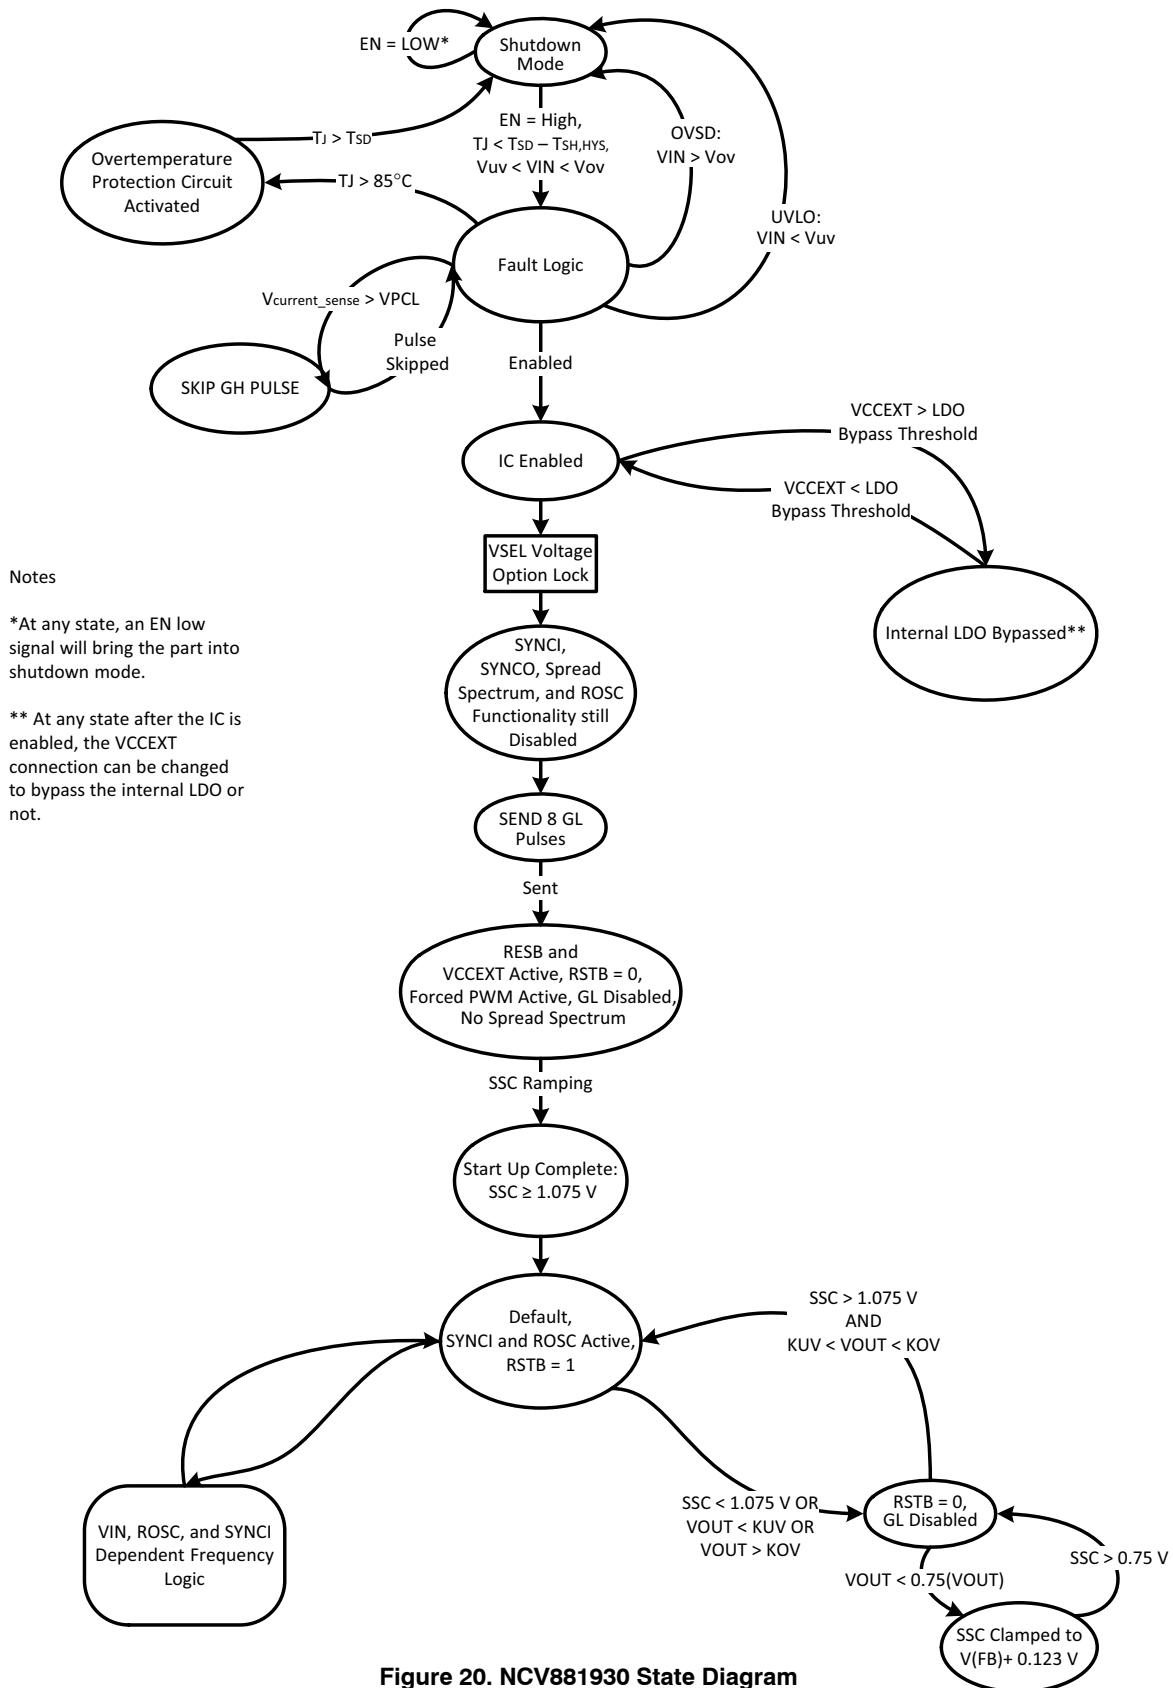 EN = LOW*
Shutdown
Mode
EN = High,
TJ < TSD – TSH,HYS,
Vuv < VIN < Vov
OVSD:
VIN > Vov
UVLO:
VIN < Vuv
TJ > TSD
Overtemperature
Protection Circuit
Activated
TJ > 85°C
Fault Logic
Vcurrent_sense > VPCL
Pulse
Skipped
SKIP GH PULSE
Enabled
IC Enabled
VCCEXT > LDO
Bypass Threshold
VCCEXT < LDO
Bypass Threshold
Internal LDO Bypassed**
VSEL Voltage
Option Lock
Notes
*At any state, an EN low
signal will bring the part into
shutdown mode.
** At any state after the IC is
enabled, the VCCEXT
connection can be changed
to bypass the internal LDO or
not.
SYNCI,
SYNCO, Spread
Spectrum, and ROSC
Functionality still
Disabled
SEND 8 GL
Pulses
Sent
RESB and
VCCEXT Active, RSTB = 0,
Forced PWM Active, GL Disabled,
No Spread Spectrum
SSC Ramping
Start Up Complete:
SSC ≥ 1.075 V
Default,
SYNCI and ROSC Active,
RSTB = 1
SSC > 1.075 V
AND
KUV < VOUT < KOV
VIN, ROSC, and SYNCI
Dependent Frequency
Logic
SSC < 1.075 V OR
VOUT < KUV OR
VOUT > KOV
RSTB = 0,
GL Disabled
VOUT < 0.75(VOUT)
SSC > 0.75 V
SSC Clamped to
V(FB)+ 0.123 V
Figure 20. NCV881930 State Diagram